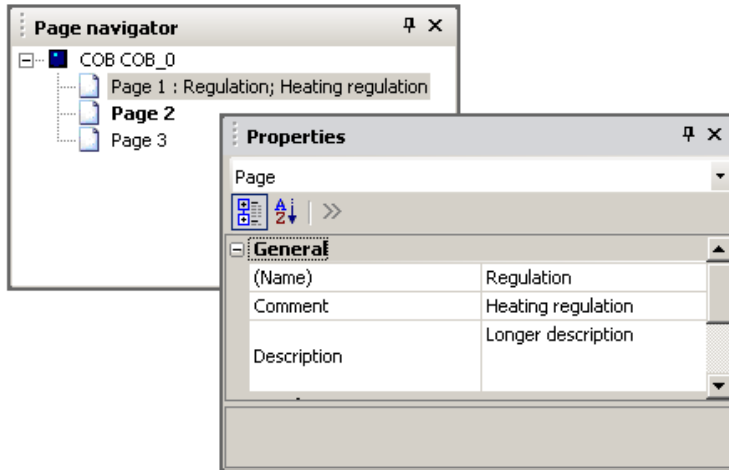 Page navigator
COB COB_0
Page 1 : Regulation; Heating regulation
Page 2
Page 3
Properties
Page
General
(Name) Regulation
Comment Heating regulation
Description Longer description